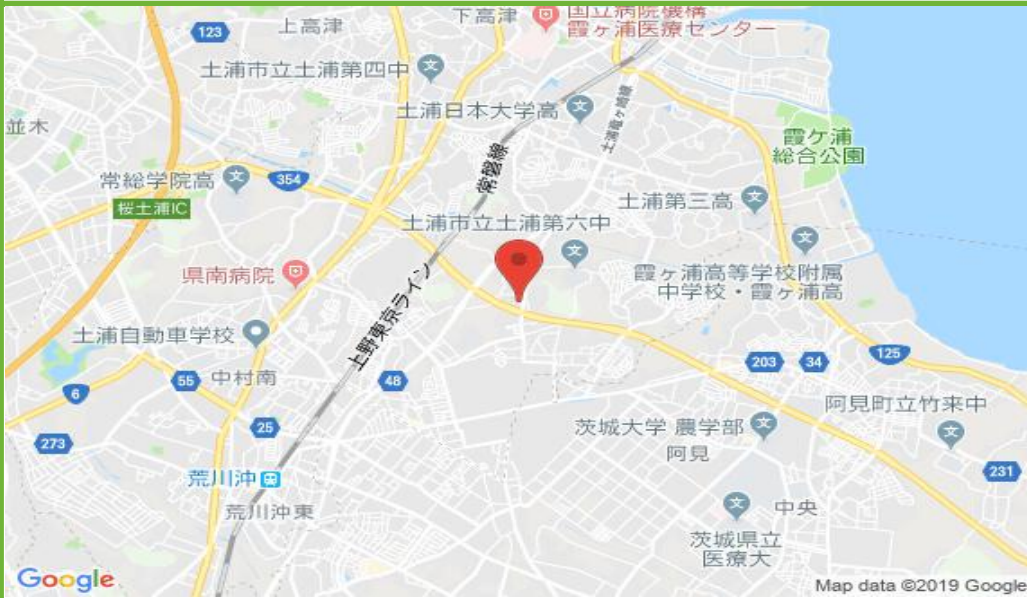 下高津
国立病院機構
霞ヶ浦医療センター
上高津
123
土浦市立土浦第四中
土浦日本大学高
土浦龍ヶ崎線
並木
霞ケ浦
総合公園
常磐線
常総学院高
354
桜土浦IC
土浦第三高
土浦市立土浦第六中
県南病院
霞ヶ浦高等学校附属
中学校・霞ヶ浦高
上野東京ライン
土浦自動車学校
203
34
125
55
中村南
48
6
阿見町立竹来中
25
茨城大学 農学部
阿見
273
231
荒川沖
荒川沖東
中央
茨城県立
医療大
Google
Map data ©2019 Google